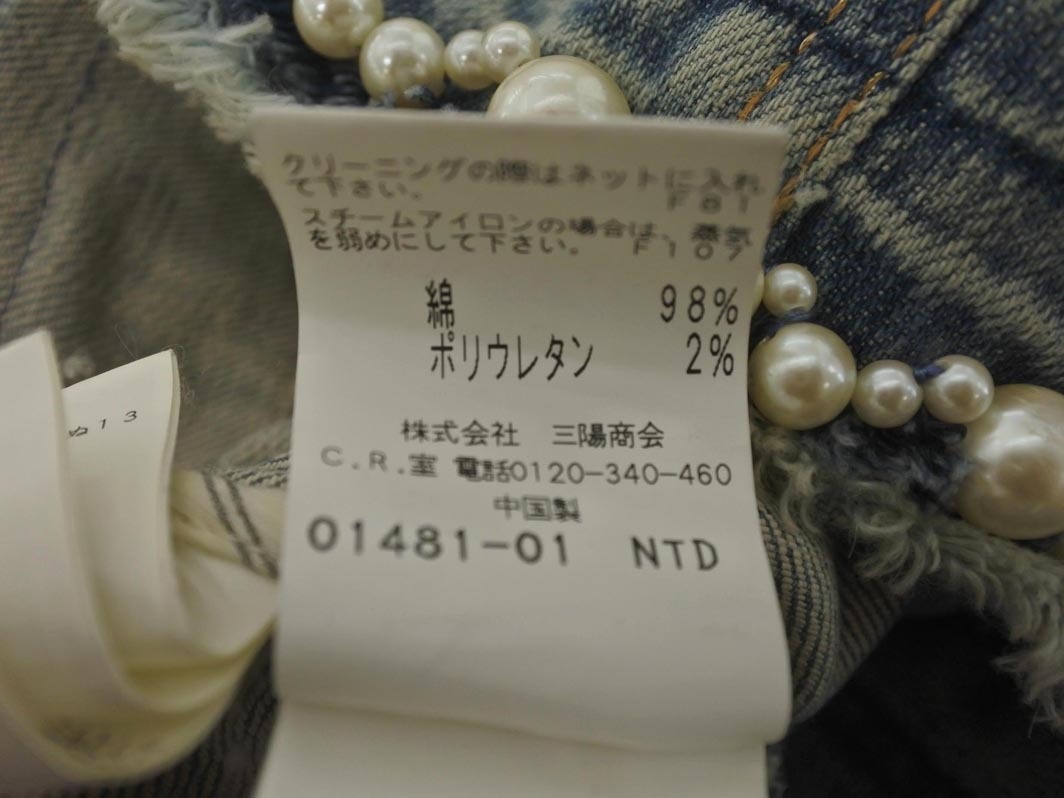 クリーニングの際はネットに入れ
て下さい。 F81
スチームアイロンの場合は、蒸気
を弱めにして下さい。 F107
綿 98%
ポリウレタン 2%
株式会社 三陽商会
C.R.室 電話0120-340-460
中国製
01481-01 NTD
ぬ13